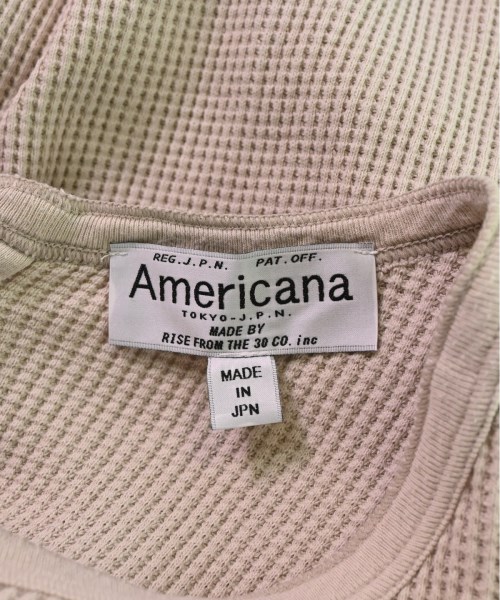 REG.J.P.N. PAT.OFF.
Americana
TOKYO-J.P.N.
MADE BY
RISE FROM THE 30 CO. inc
MADE
IN
JPN